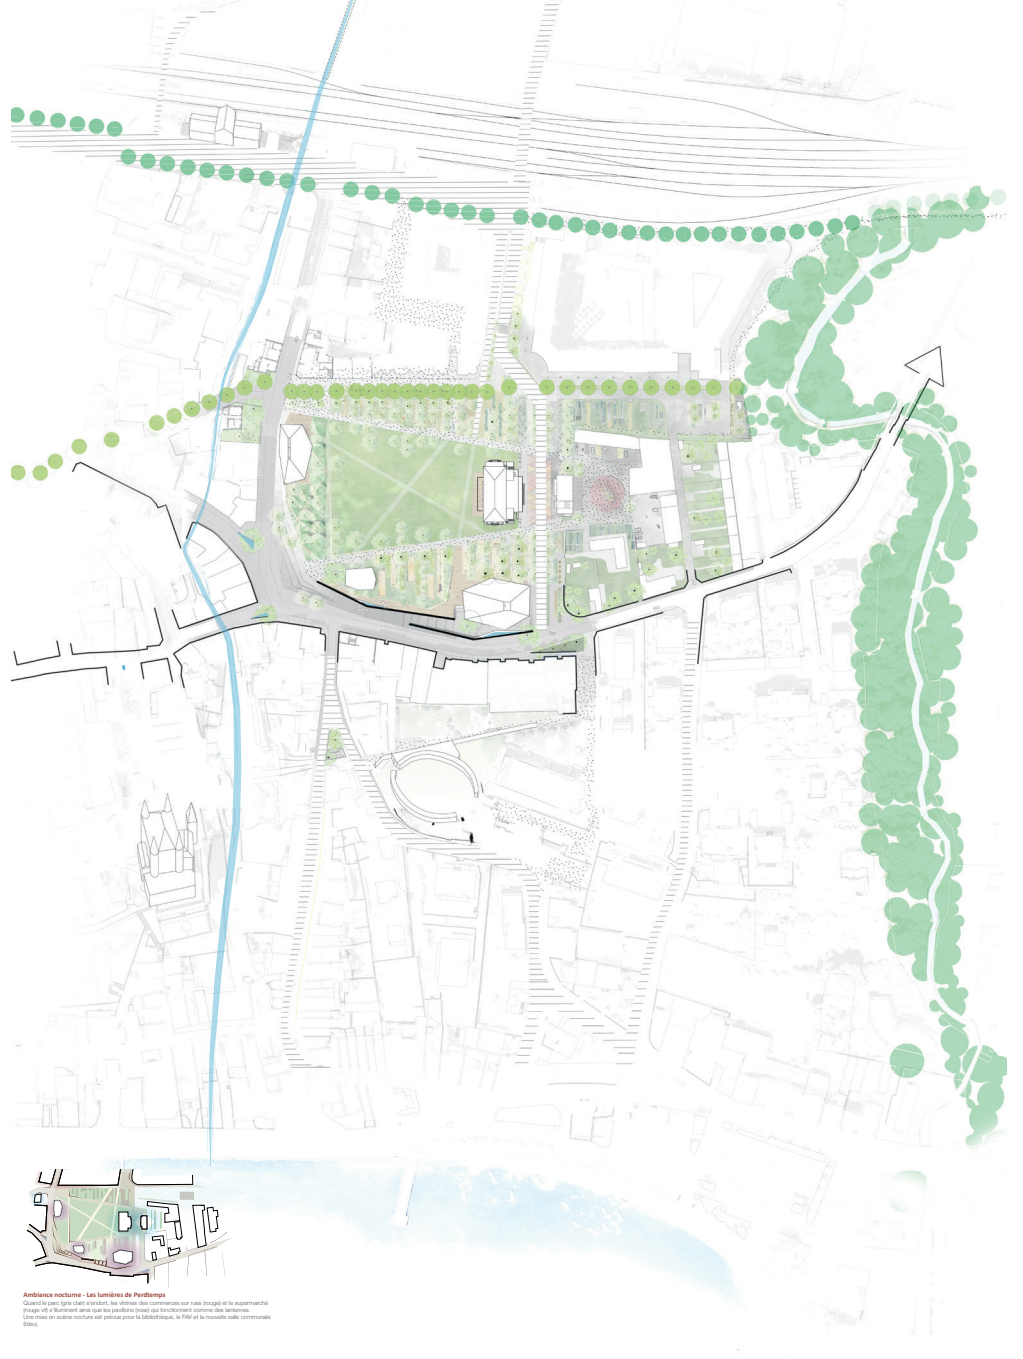 Ambiance nocturne - Les lumières de Perdtemps
Quand le parc (gris clair) s'endort, les vitrines des commerces sur rues (rouge) et le supermarché
(rouge vif) s'illuminent ainsi que les pavillons (rose) qui fonctionnent comme des lanternes.
Une mise en scène nocture est prévue pour la bibliothèque, le FAV et la nouvelle salle communale
(bleu).